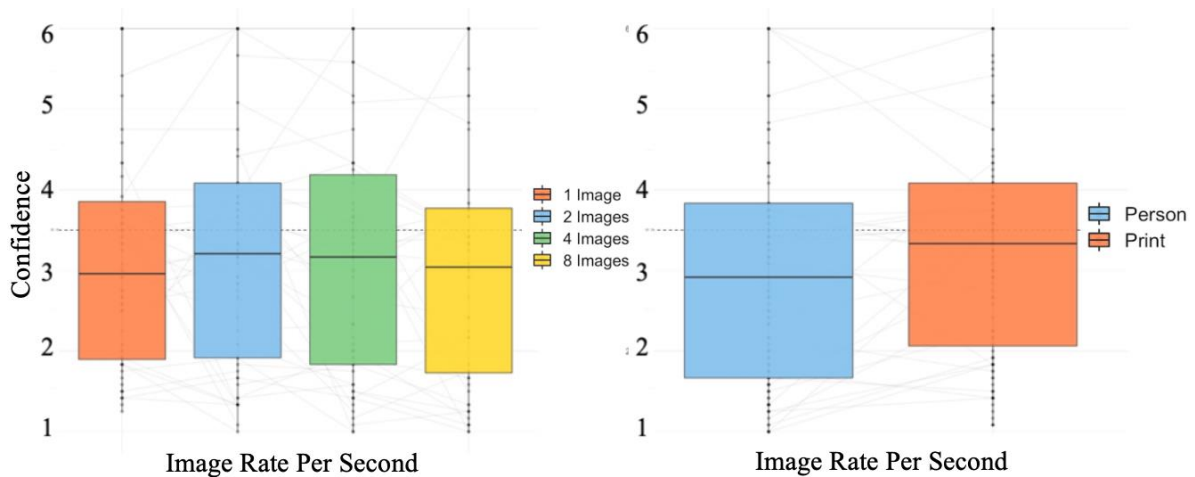 6
5
4
3
2
1
Confidence
Image Rate Per Second
1 Image
2 Images
4 Images
8 Images
6
5
4
3
2
1
Image Rate Per Second
Person
Print